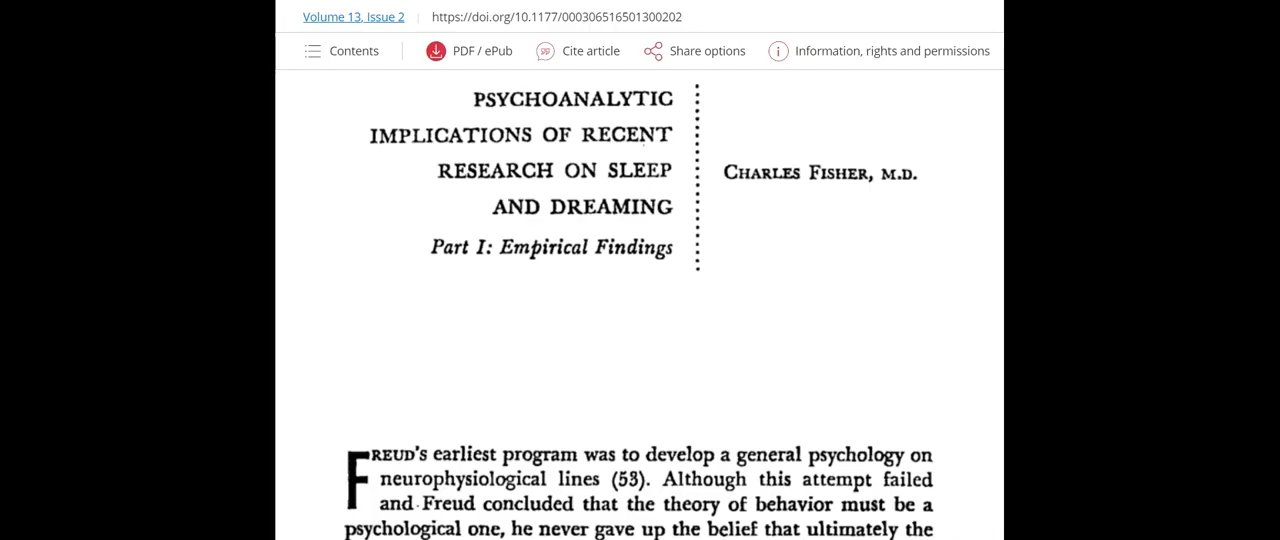 Volume 13, Issue 2 https://doi.org/10.1177/000306516501300202
Contents PDF / ePub Cite article Share options Information, rights and permissions
PSYCHOANALYTIC
IMPLICATIONS OF RECENT
RESEARCH ON SLEEP
AND DREAMING
Part I: Empirical Findings
CHARLES FISHER, M.D.
FREUD'S earliest program was to develop a general psychology on
neurophysiological lines (53). Although this attempt failed
and Freud concluded that the theory of behavior must be a
psychological one, he never gave up the belief that ultimately the